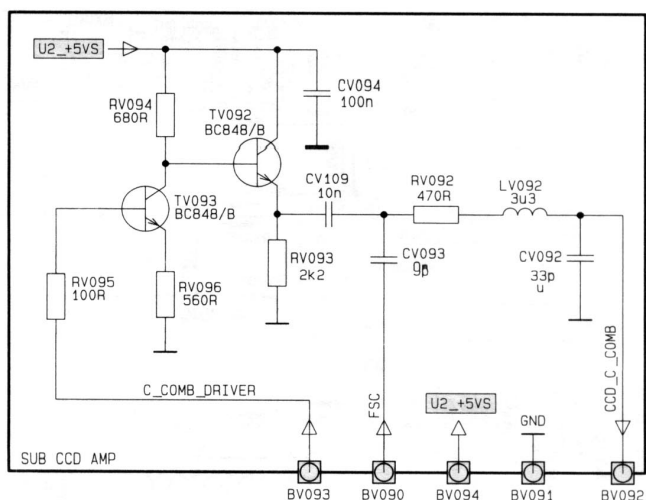 U2_+5VS
RV094
680R
TV092
BC848/B
CV094
100n
TV093
BC848/B
CV109
10n
RV092
470R
LV092
3u3
RV095
100R
RV096
560R
RV093
2k2
CV093
9p
CV092
33p
u
C_COMB_DRIVER
FSC
U2_+5VS
GND
CCD_C_COMB
SUB CCD AMP
BV093
BV090
BV094
BV091
BV092